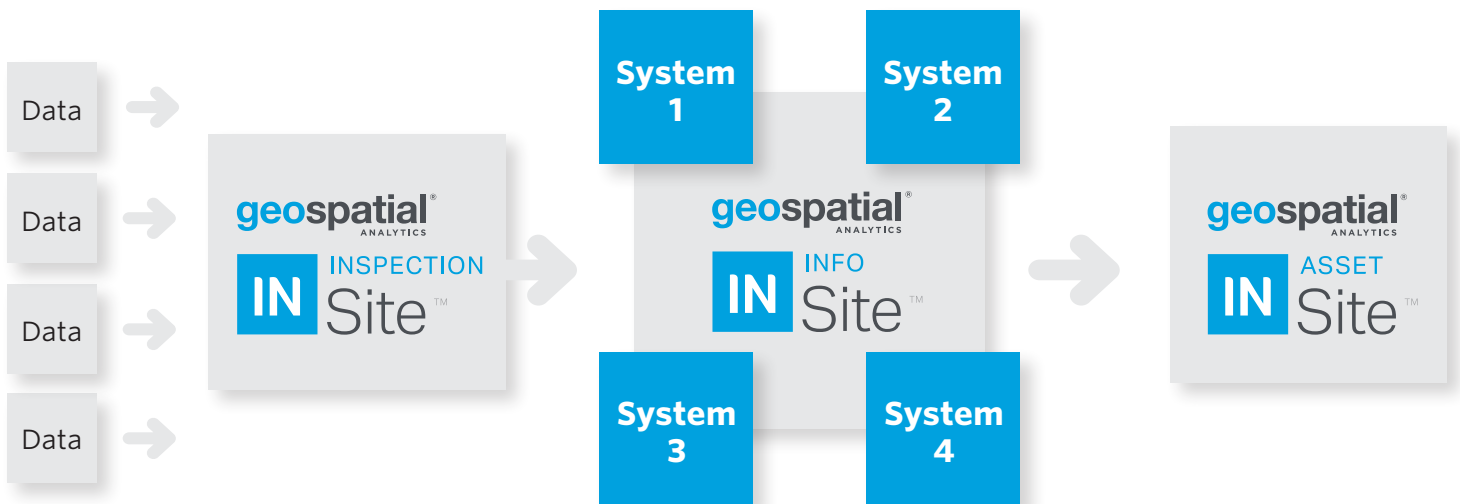 Data
Data
Data
Data
geospatial®
ANALYTICS
IN
INSPECTION
Site™
System
1
System
2
geospatial®
ANALYTICS
IN
INFO
Site™
System
3
System
4
geospatial®
ANALYTICS
IN
ASSET
Site™